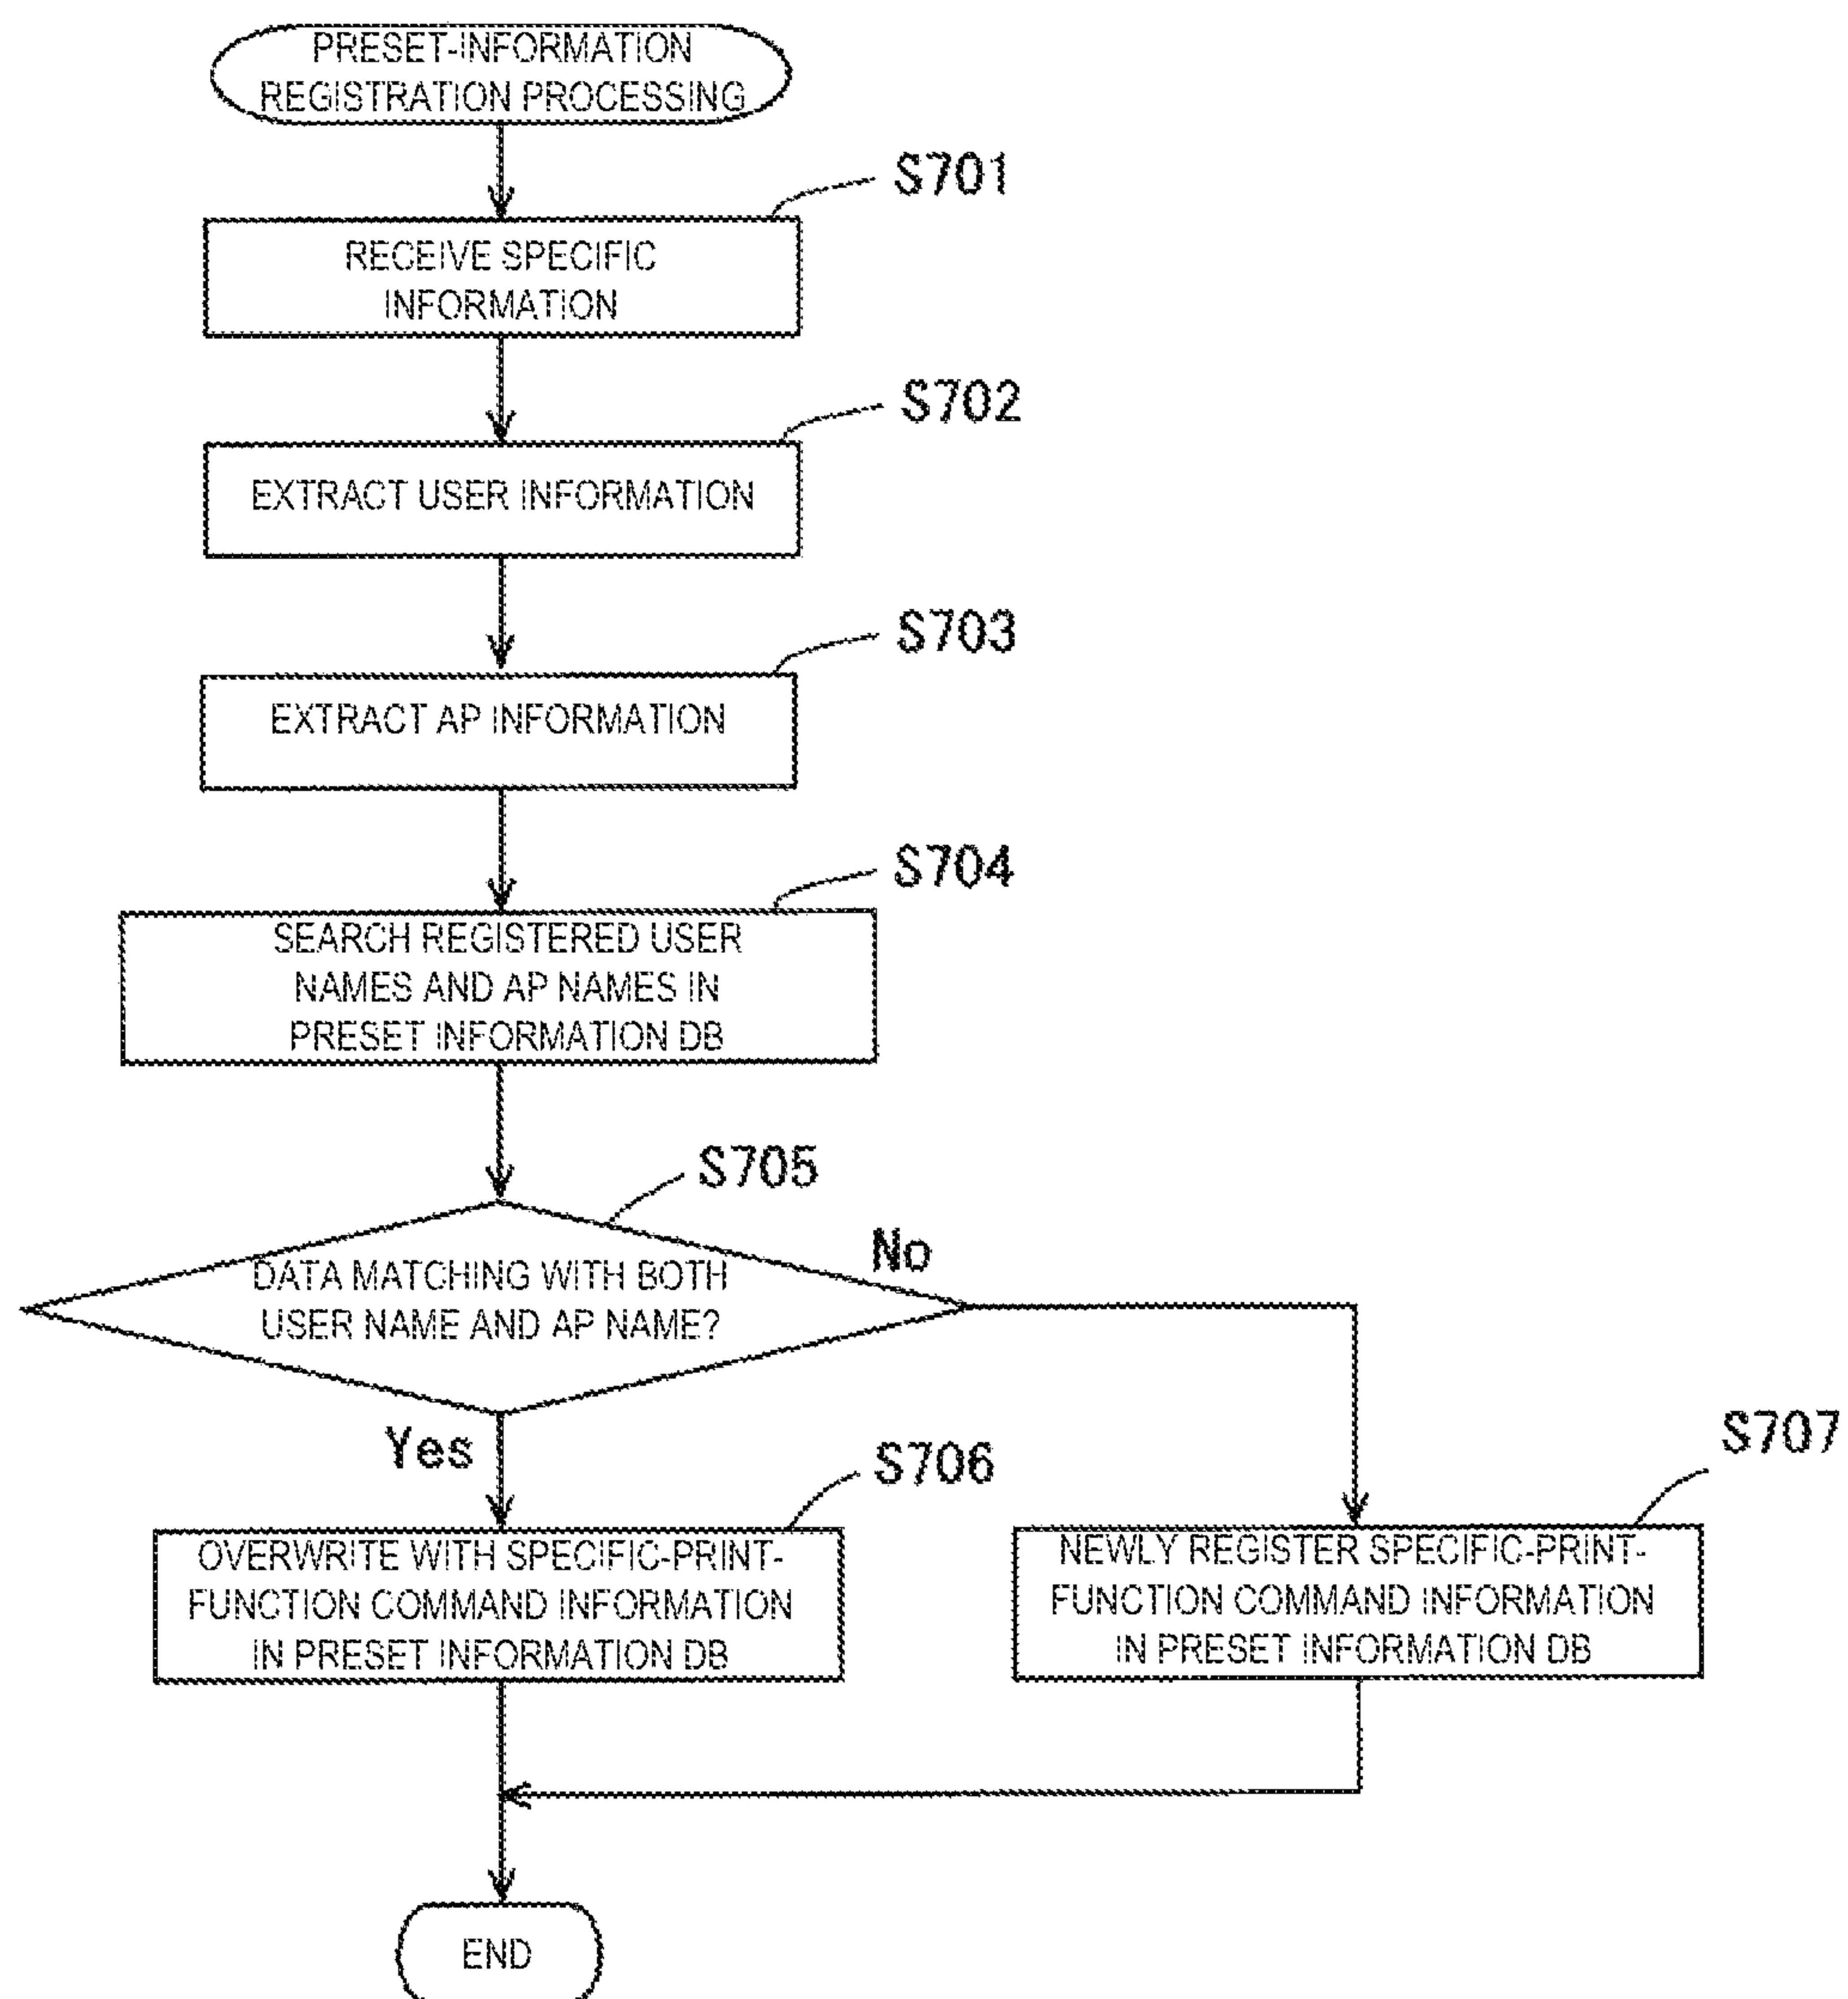 PRESET-INFORMATION
REGISTRATION PROCESSING
S701
RECEIVE SPECIFIC
INFORMATION
S702
EXTRACT USER INFORMATION
S703
EXTRACT AP INFORMATION
S704
SEARCH REGISTERED USER
NAMES AND AP NAMES IN
PRESET INFORMATION DB
S705
DATA MATCHING WITH BOTH
USER NAME AND AP NAME?
No
Yes
S706
OVERWRITE WITH SPECIFIC-PRINT-
FUNCTION COMMAND INFORMATION
IN PRESET INFORMATION DB
S707
NEWLY REGISTER SPECIFIC-PRINT-
FUNCTION COMMAND INFORMATION
IN PRESET INFORMATION DB
END